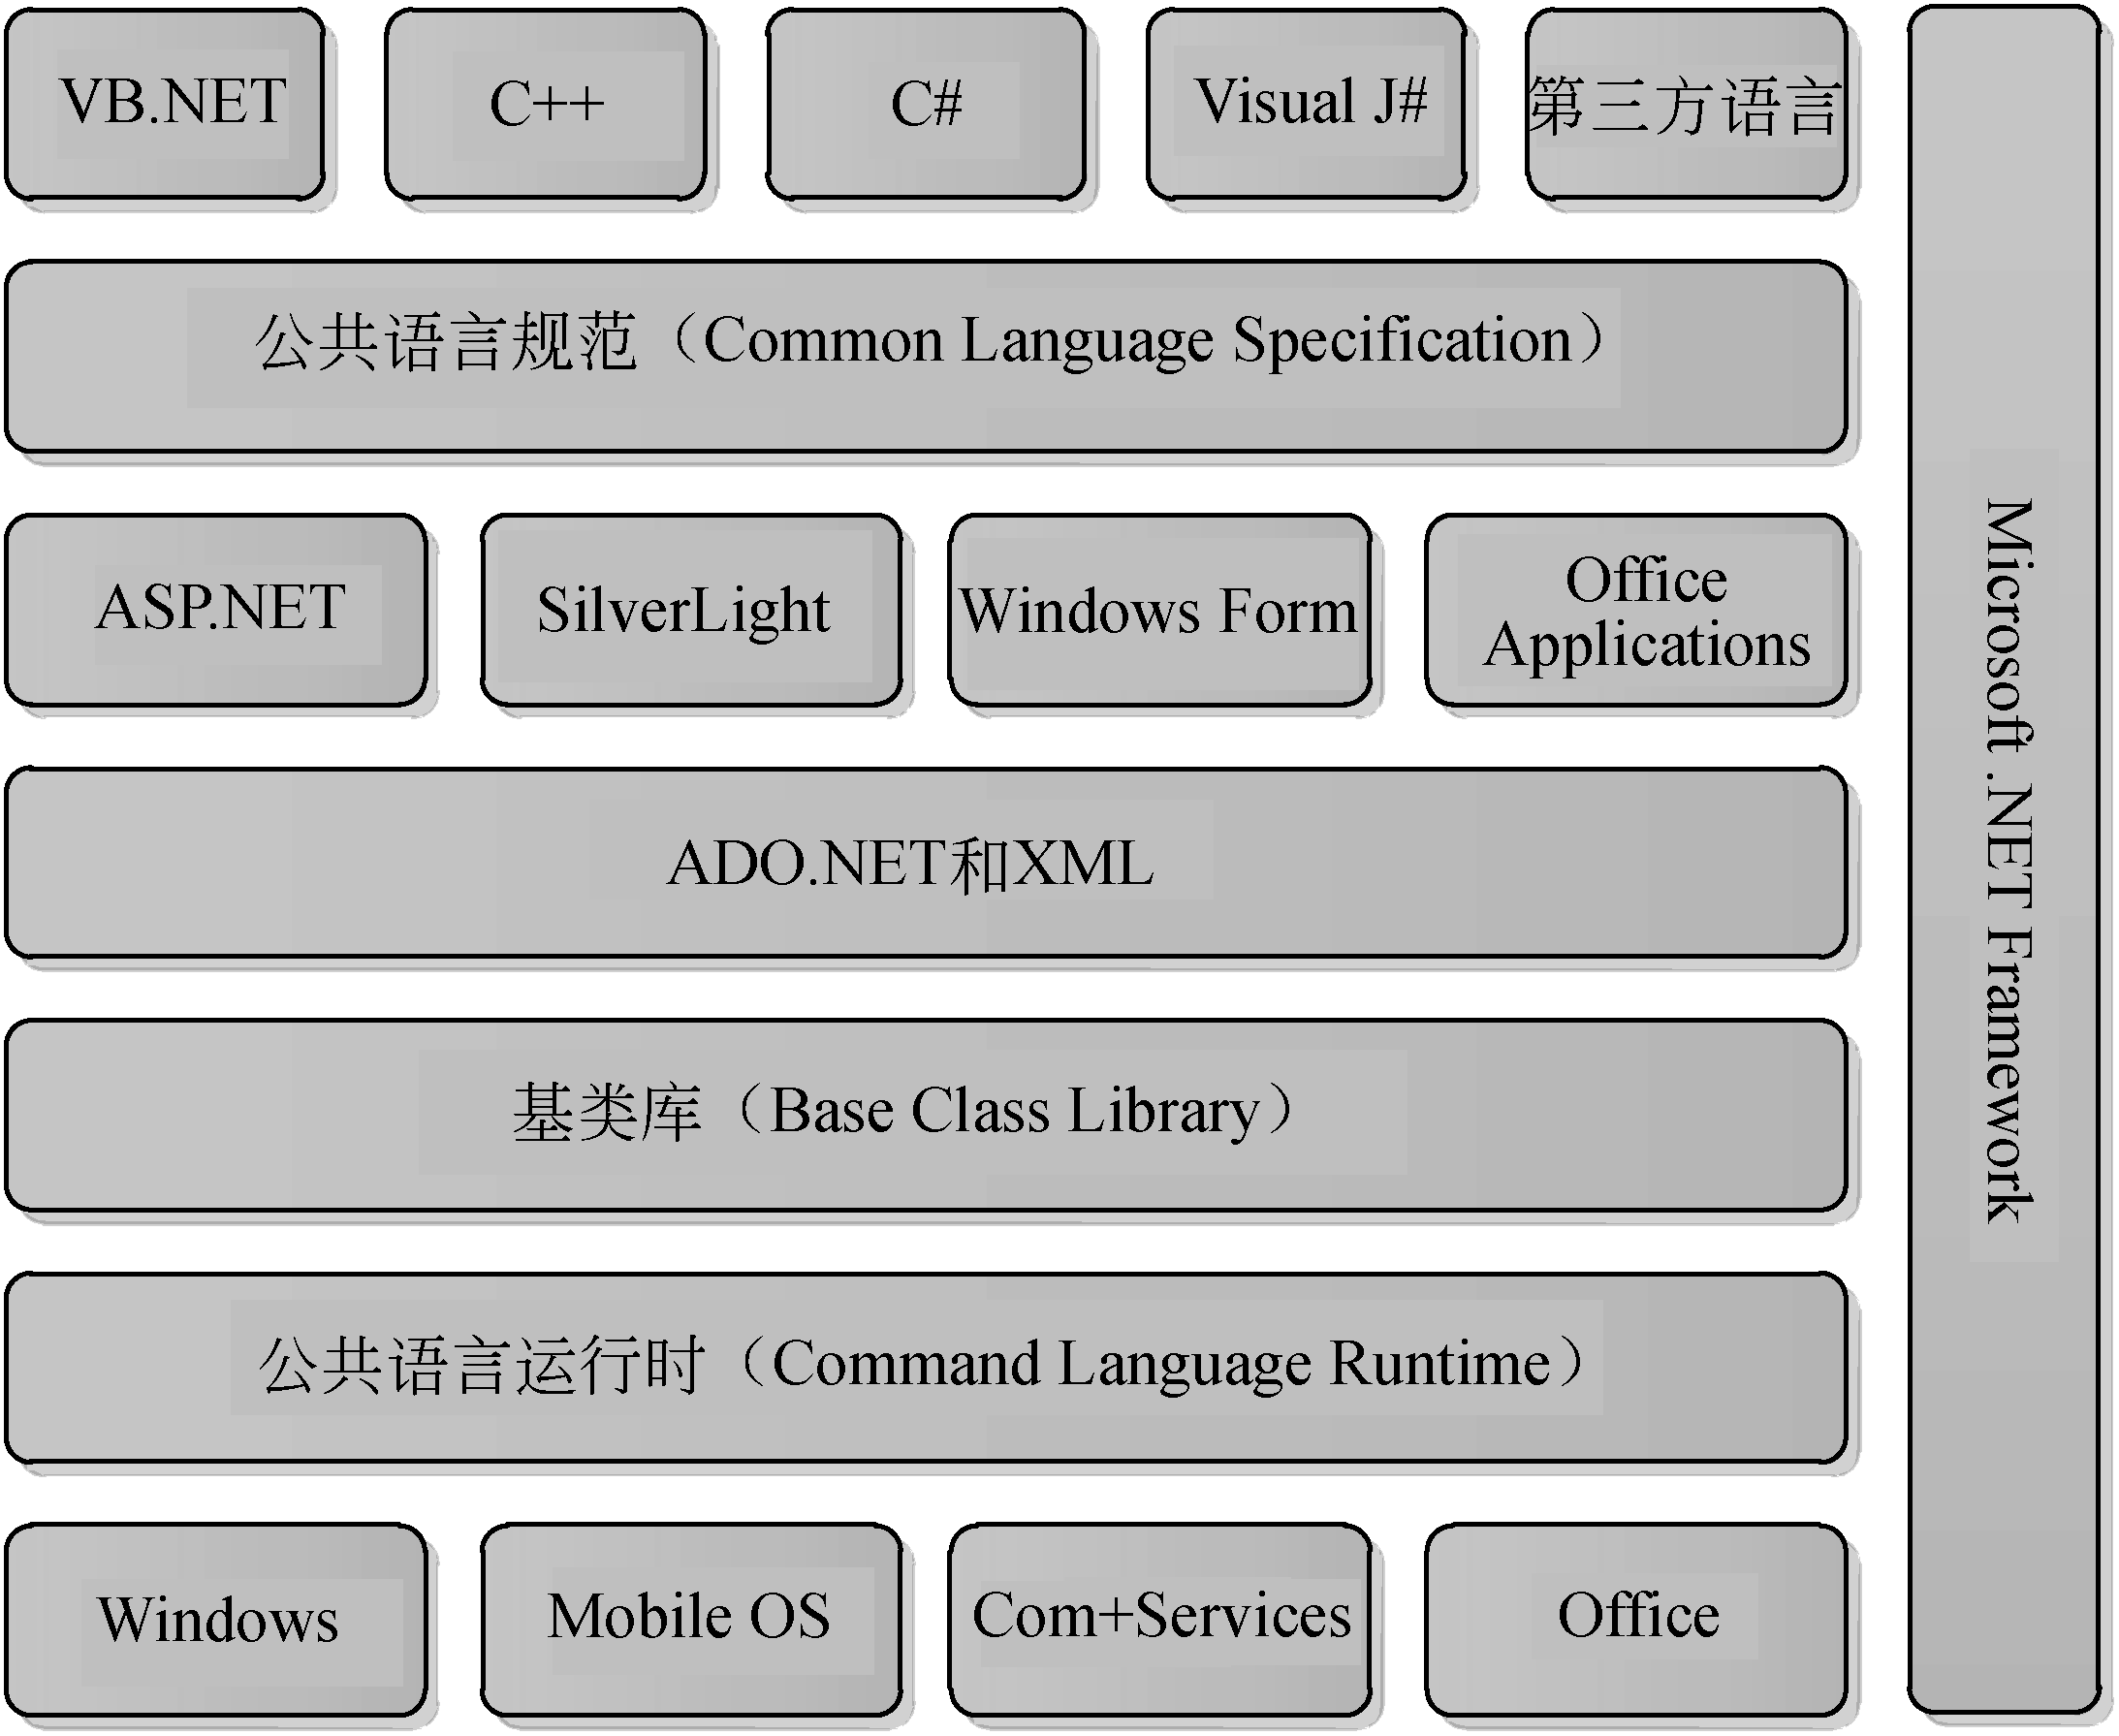 VB.NET
C++
C#
Visual J#
第三方语言
公共语言规范（Common Language Specification）
ASP.NET
SilverLight
Windows Form
Office
Applications
ADO.NET和XML
基类库（Base Class Library）
公共语言运行时（Command Language Runtime）
Windows
Mobile OS
Com+Services
Office
Microsoft .NET Framework